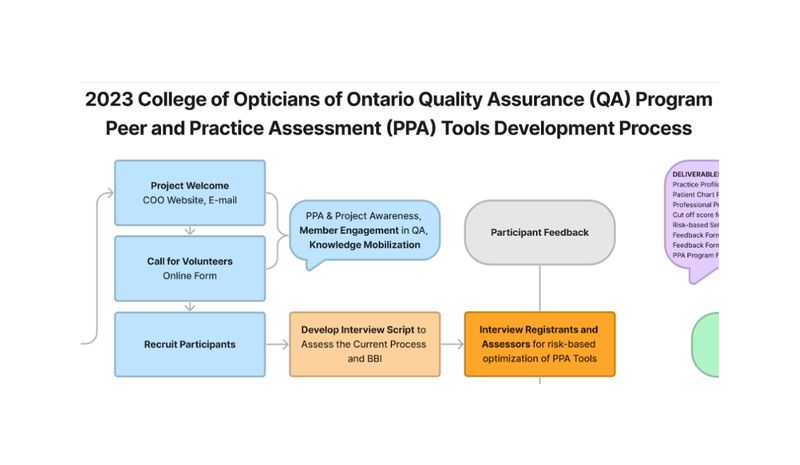 2023 College of Opticians of Ontario Quality Assurance (QA) Program
Peer and Practice Assessment (PPA) Tools Development Process
Project Welcome
COO Website, E-mail
Call for Volunteers
Online Form
Recruit Participants
PPA & Project Awareness,
Member Engagement in QA,
Knowledge Mobilization
Develop Interview Script to
Assess the Current Process
and BBI
Participant Feedback
Interview Registrants and
Assessors for risk-based
optimization of PPA Tools
DELIVERABLES
Practice Profile
Patient Chart
Professional
Cut off score
Risk-based
Feedback Form
Feedback Form
PPA Program